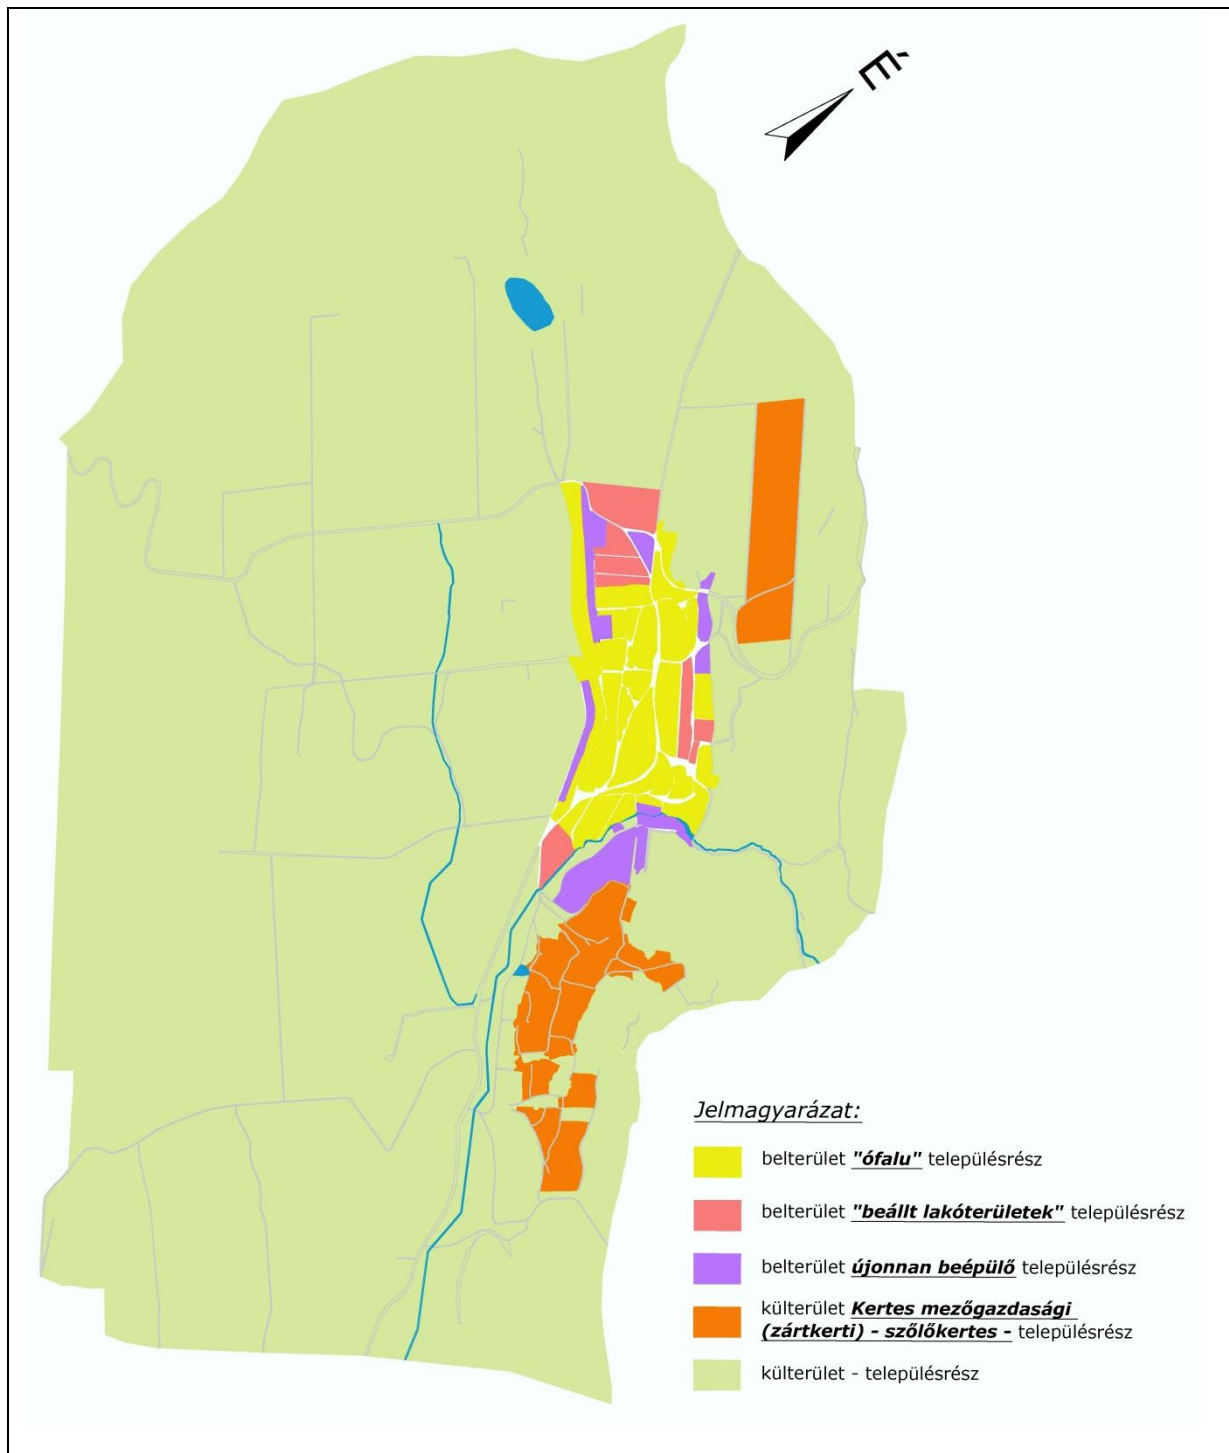 É
Jelmagyarázat:
belterület "ófalu" településrész
belterület "beállt lakóterületek" településrész
belterület újonnan beépülő településrész
külterület Kertes mezőgazdasági
(zártkerti) - szőlőkertes - településrész
külterület - településrész